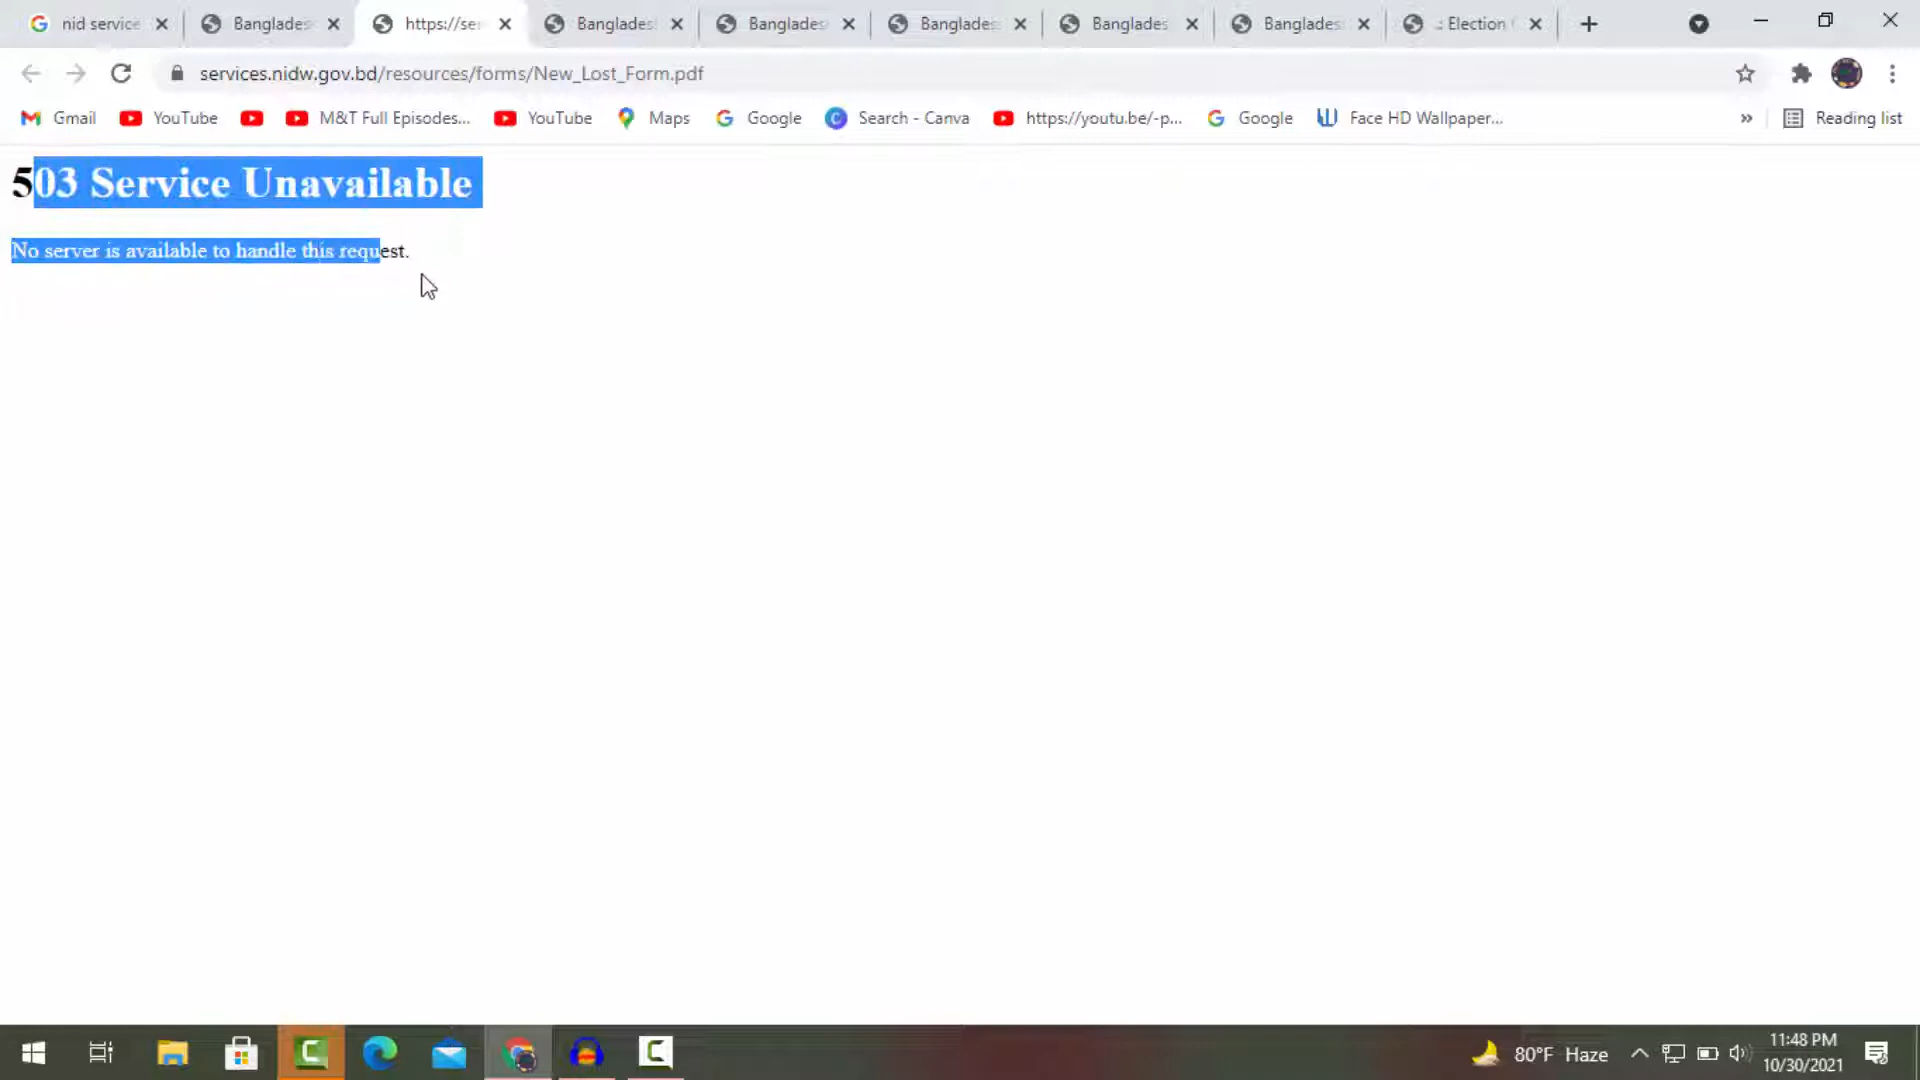 nid service
Banglades
https://ser
Banglades
Banglades
Banglades
Banglades
Banglades
: Election
services.nidw.gov.bd/resources/forms/New_Lost_Form.pdf
Gmail
YouTube
M&T Full Episodes...
YouTube
Maps
Google
Search - Canva
https://youtu.be/-p...
Google
Face HD Wallpaper...
»
Reading list
503 Service Unavailable
No server is available to handle this request.
80°F Haze
11:48 PM
10/30/2021